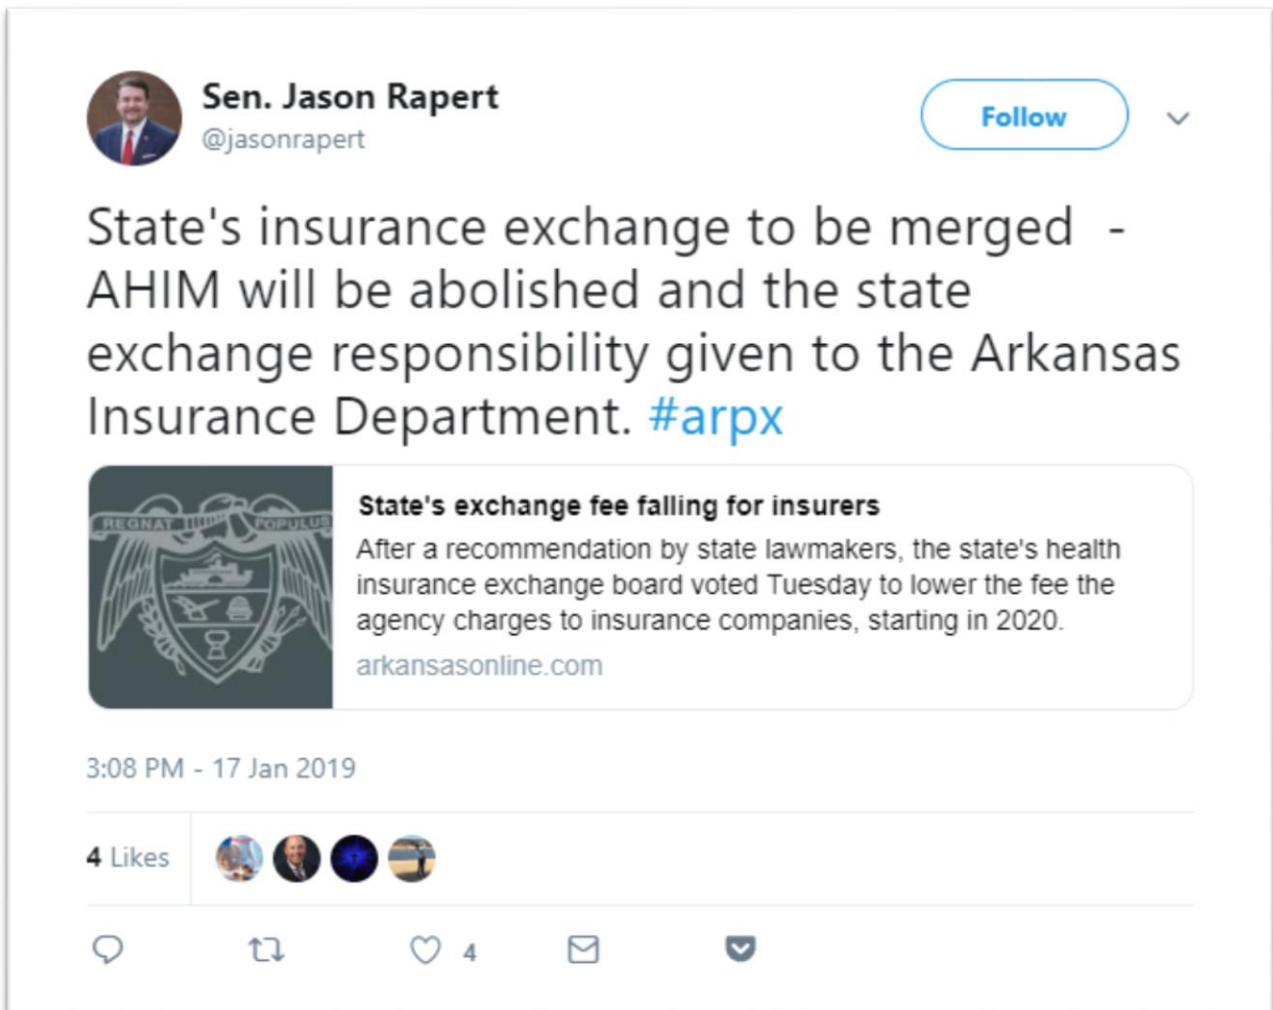 Sen. Jason Rapert
@jasonrapert
Follow
State's insurance exchange to be merged -
AHIM will be abolished and the state
exchange responsibility given to the Arkansas
Insurance Department. #arpx
REGNAT POPULUS
State's exchange fee falling for insurers
After a recommendation by state lawmakers, the state's health
insurance exchange board voted Tuesday to lower the fee the
agency charges to insurance companies, starting in 2020.
arkansasonline.com
3:08 PM - 17 Jan 2019
4 Likes
4